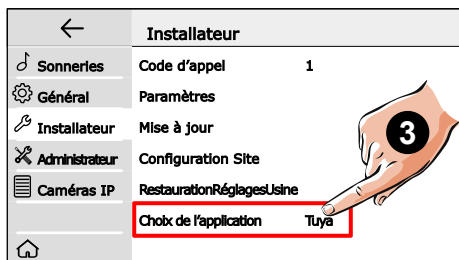 Installateur
Sonneries
Général
Installateur
Administrateur
Caméras IP
Code d'appel 1
Paramètres
Mise à jour
Configuration Site
RestaurationRéglagesUsine
Choix de l'application Tuya
3